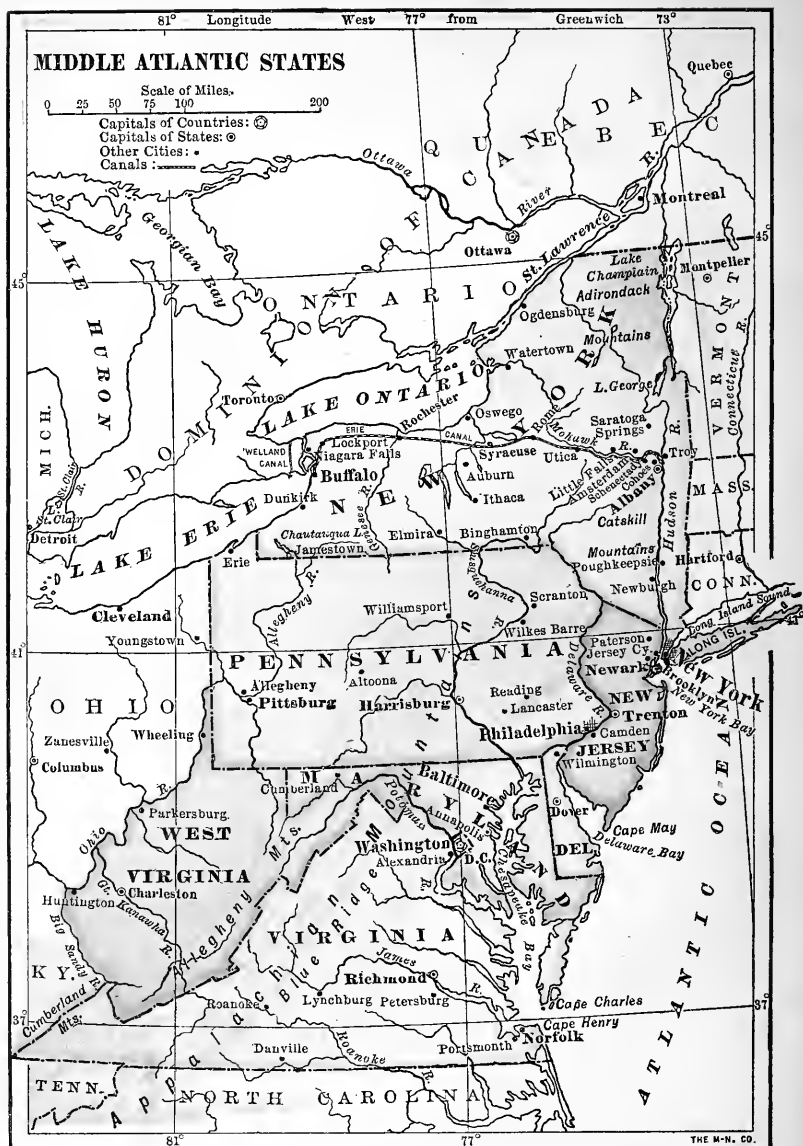 81° Longitude West 77° from Greenwich 73°
MIDDLE ATLANTIC STATES
Scale of Miles.
0 25 50 75 100 200
Capitals of Countries:
Capitals of States:
Other Cities:
Canals:
Quebec
QUEBEC
DOMINION OF CANADA
Ottawa River
Montreal
Ottawa
St. Lawrence R.
45°
45°
Georgian Bay
LAKE HURON
ONTARIO
Lake Champlain
Montpelier
Adirondack Mountains
VERMONT
Connecticut R.
Ogdensburg
Watertown
L. George
Toronto
LAKE ONTARIO
MICH.
Oswego
Rome
Mohawk R.
Saratoga Springs
Rochester
ERIE CANAL
Lockport
Niagara Falls
WELLAND CANAL
Syracuse
Utica
Troy
Little Falls
Amsterdam
Schenectady
Cohoes
Albany
Buffalo
Auburn
Ithaca
NEW YORK
MASS.
St. Clair R.
L. St. Clair
Detroit
Dunkirk
LAKE ERIE
Genesee R.
Catskill Mountains
Hudson R.
Chautauqua L.
Jamestown
Elmira
Binghamton
Erie
Poughkeepsie
Hartford
CONN.
Newburgh
Cleveland
Allegheny R.
Susquehanna R.
Scranton
Williamsport
Wilkes Barre
Long Island Sound
LONG ISL.
41°
41°
Youngstown
PENNSYLVANIA
Delaware R.
Paterson
Jersey Cy.
Newark
New York
Brooklyn
New York Bay
Allegheny
Pittsburg
Altoona
Harrisburg
Reading
Lancaster
NEW JERSEY
Trenton
Philadelphia
Camden
Wilmington
OHIO
Zanesville
Wheeling
Columbus
Cumberland
MARYLAND
Baltimore
Potomac R.
Annapolis
Dover
DEL.
Cape May
Delaware Bay
Parkersburg
Ohio R.
WEST VIRGINIA
Washington
D.C.
Alexandria
Chesapeake Bay
Huntington
Charleston
Gt. Kanawha R.
Big Sandy R.
Allegheny Mts.
Appalachian Mountains
Blue Ridge
VIRGINIA
KY.
Cumberland Mts.
James R.
Richmond
Lynchburg
Petersburg
Roanoke
Cape Charles
37°
37°
Cape Henry
Norfolk
Portsmouth
Danville
Roanoke R.
ATLANTIC OCEAN
TENN.
NORTH CAROLINA
81° 77°
THE M-N. CO.